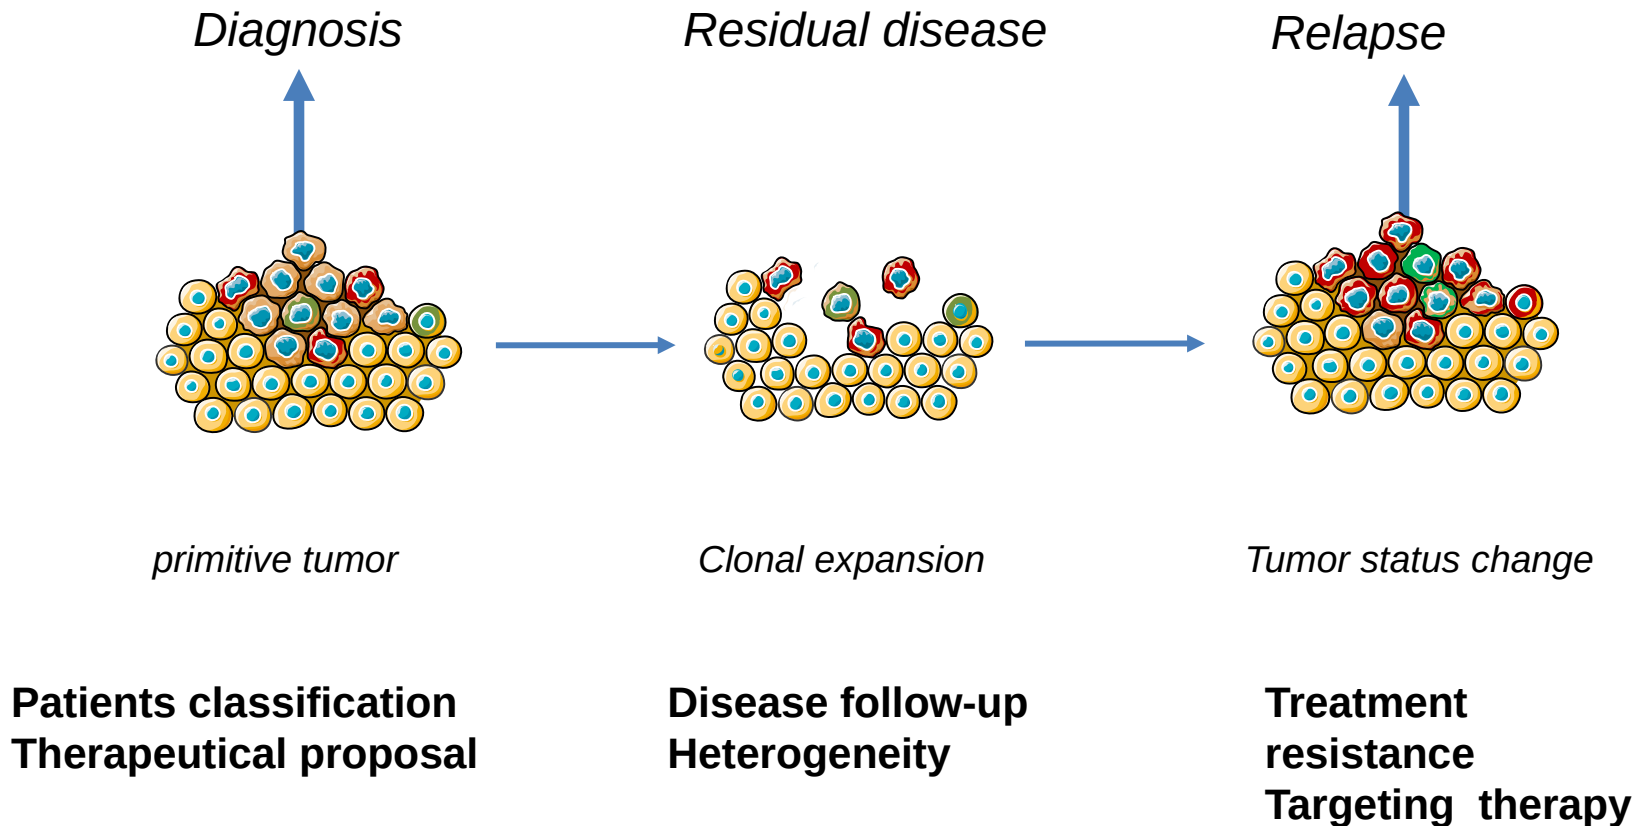 Diagnosis
Residual disease
Relapse
primitive tumor
Clonal expansion
Tumor status change
Patients classification
Therapeutical proposal
Disease follow-up
Heterogeneity
Treatment
resistance
Targeting  therapy